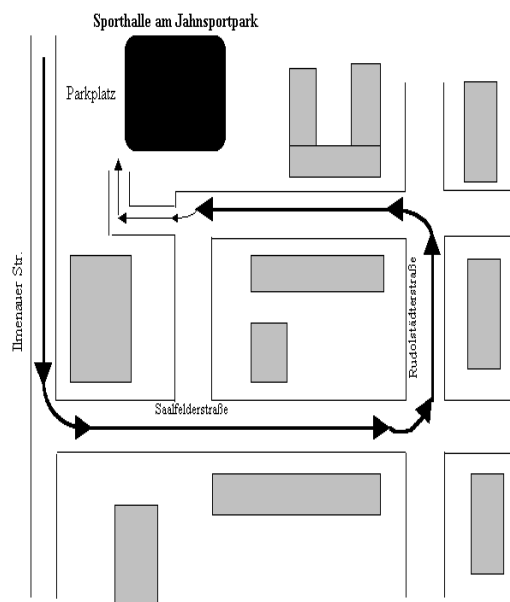 Sporthalle am Jahnsportpark
Parkplatz
Ilmenauer Str.
Rudolstädterstraße
Saalfelderstraße